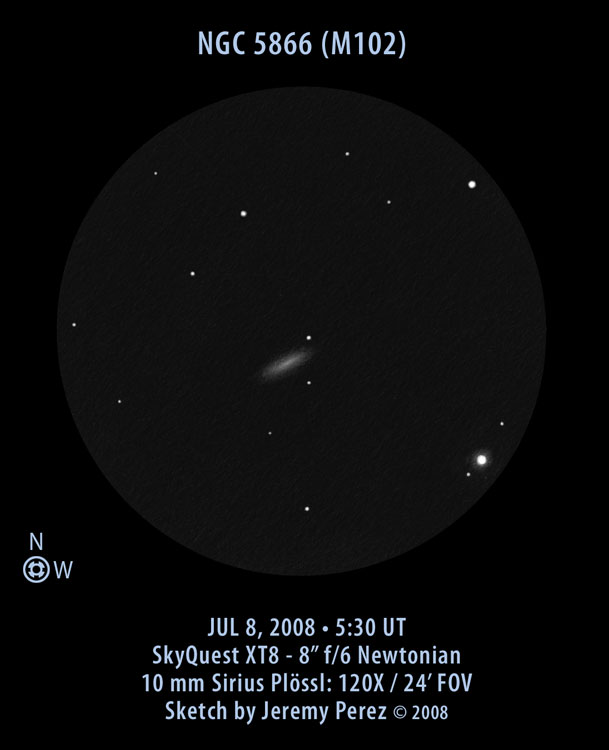 NGC 5866 (M102)
N
W
JUL 8, 2008 • 5:30 UT
SkyQuest XT8 - 8” f/6 Newtonian
10 mm Sirius Plössl: 120X / 24’ FOV
Sketch by Jeremy Perez © 2008